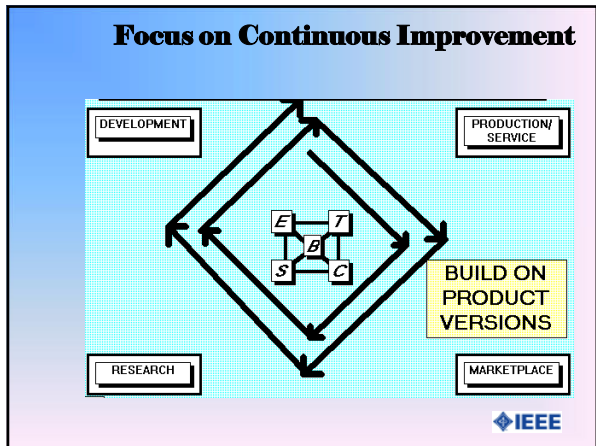 Focus on Continuous Improvement
DEVELOPMENT
PRODUCTION/
SERVICE
E
T
B
S
C
BUILD ON
PRODUCT
VERSIONS
RESEARCH
MARKETPLACE
IEEE